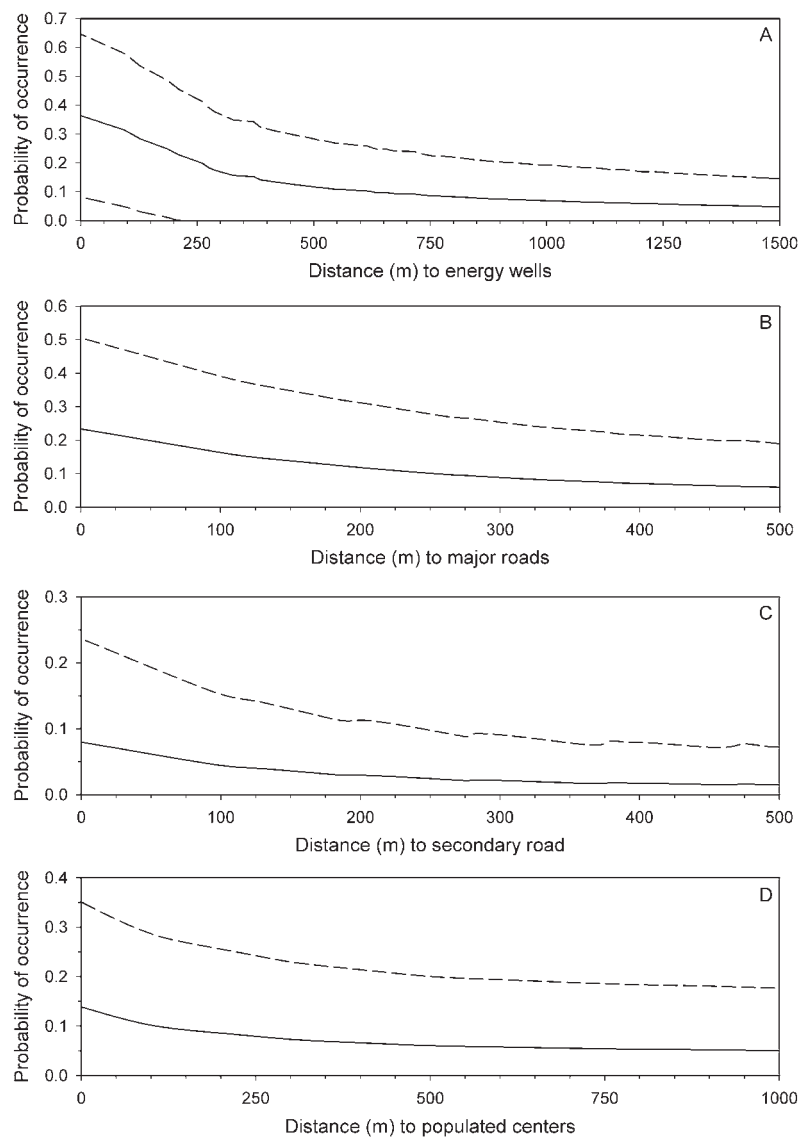 A
Probability of occurrence
0.7
0.6
0.5
0.4
0.3
0.2
0.1
0.0
0 250 500 750 1000 1250 1500
Distance (m) to energy wells
B
Probability of occurrence
0.6
0.5
0.4
0.3
0.2
0.1
0.0
0 100 200 300 400 500
Distance (m) to major roads
C
Probability of occurrence
0.3
0.2
0.1
0.0
0 100 200 300 400 500
Distance (m) to secondary road
D
Probability of occurrence
0.4
0.3
0.2
0.1
0.0
0 250 500 750 1000
Distance (m) to populated centers